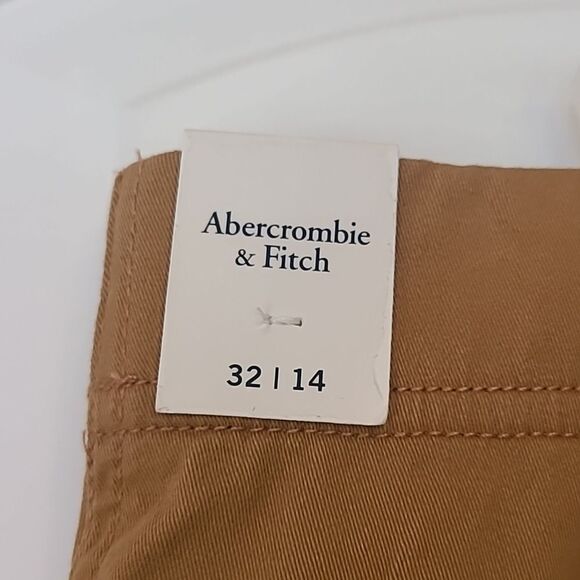 Abercrombie
& Fitch
32 | 14